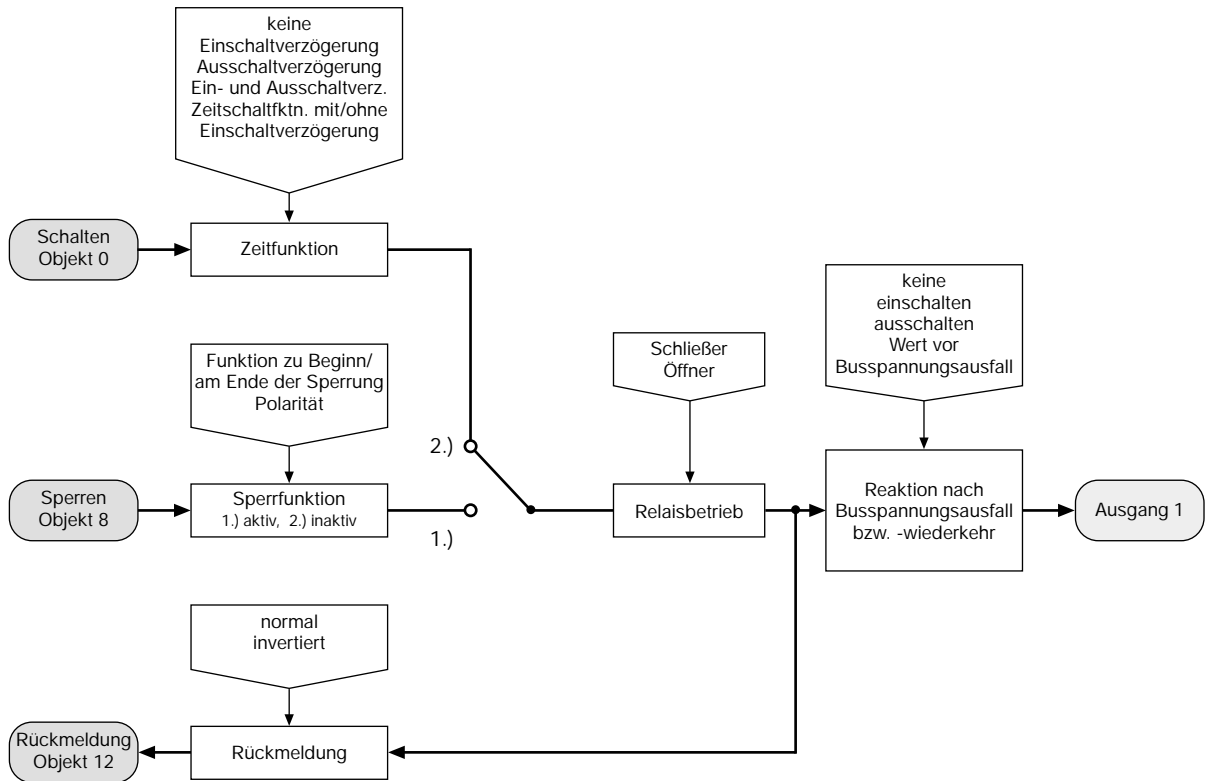 keine
Einschaltverzögerung
Ausschaltverzögerung
Ein- und Ausschaltverz.
Zeitschaltfktn. mit/ohne
Einschaltverzögerung
Schalten
Objekt 0
Zeitfunktion
keine
einschalten
ausschalten
Wert vor
Busspannungsausfall
Schließer
Öffner
Funktion zu Beginn/
am Ende der Sperrung
Polarität
2.)
Sperren
Objekt 8
Sperrfunktion
1.) aktiv, 2.) inaktiv
1.)
Relaisbetrieb
Reaktion nach
Busspannungsausfall
bzw. -wiederkehr
Ausgang 1
normal
invertiert
Rückmeldung
Objekt 12
Rückmeldung